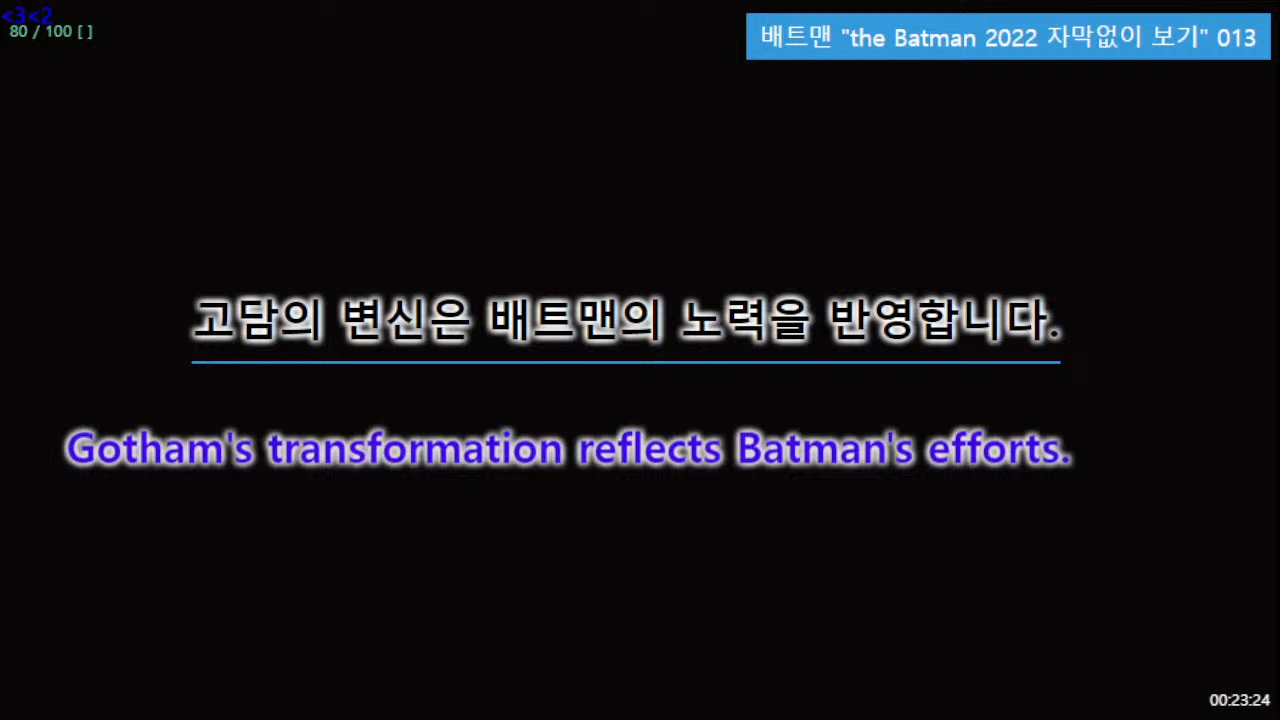 <3<2
80 / 100 [ ]
배트맨 "the Batman 2022 자막없이 보기" 013
고담의 변신은 배트맨의 노력을 반영합니다.
Gotham's transformation reflects Batman's efforts.
00:23:24